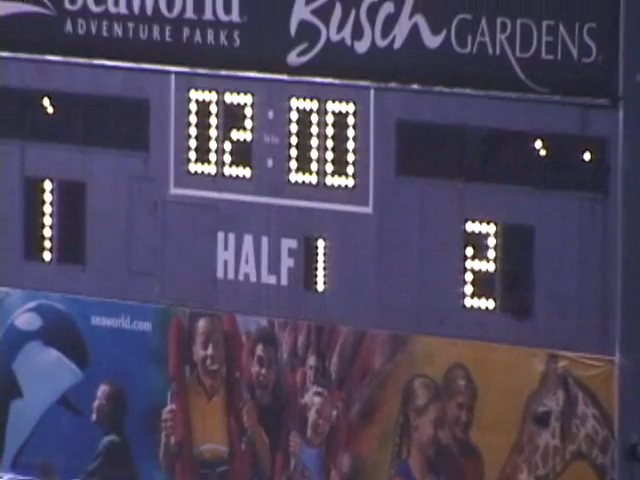 seaworld
ADVENTURE PARKS
Busch GARDENS
02:00
1
HALF 1
2
seaworld.com